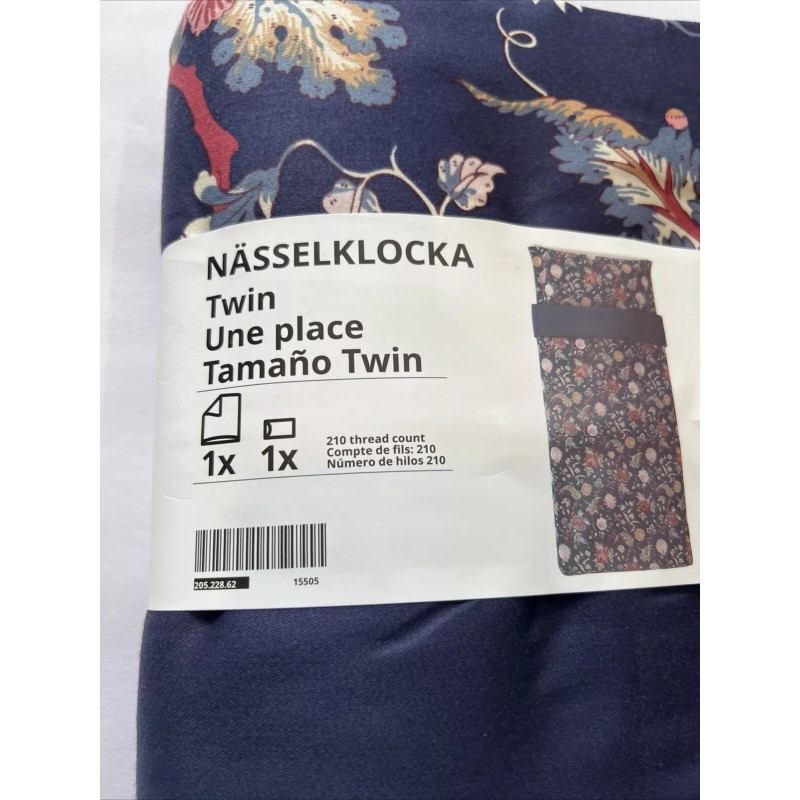 NÄSSELKLOCKA
Twin
Une place
Tamaño Twin
1x 1x
210 thread count
Compte de fils: 210
Número de hilos 210
205.228.62 15505